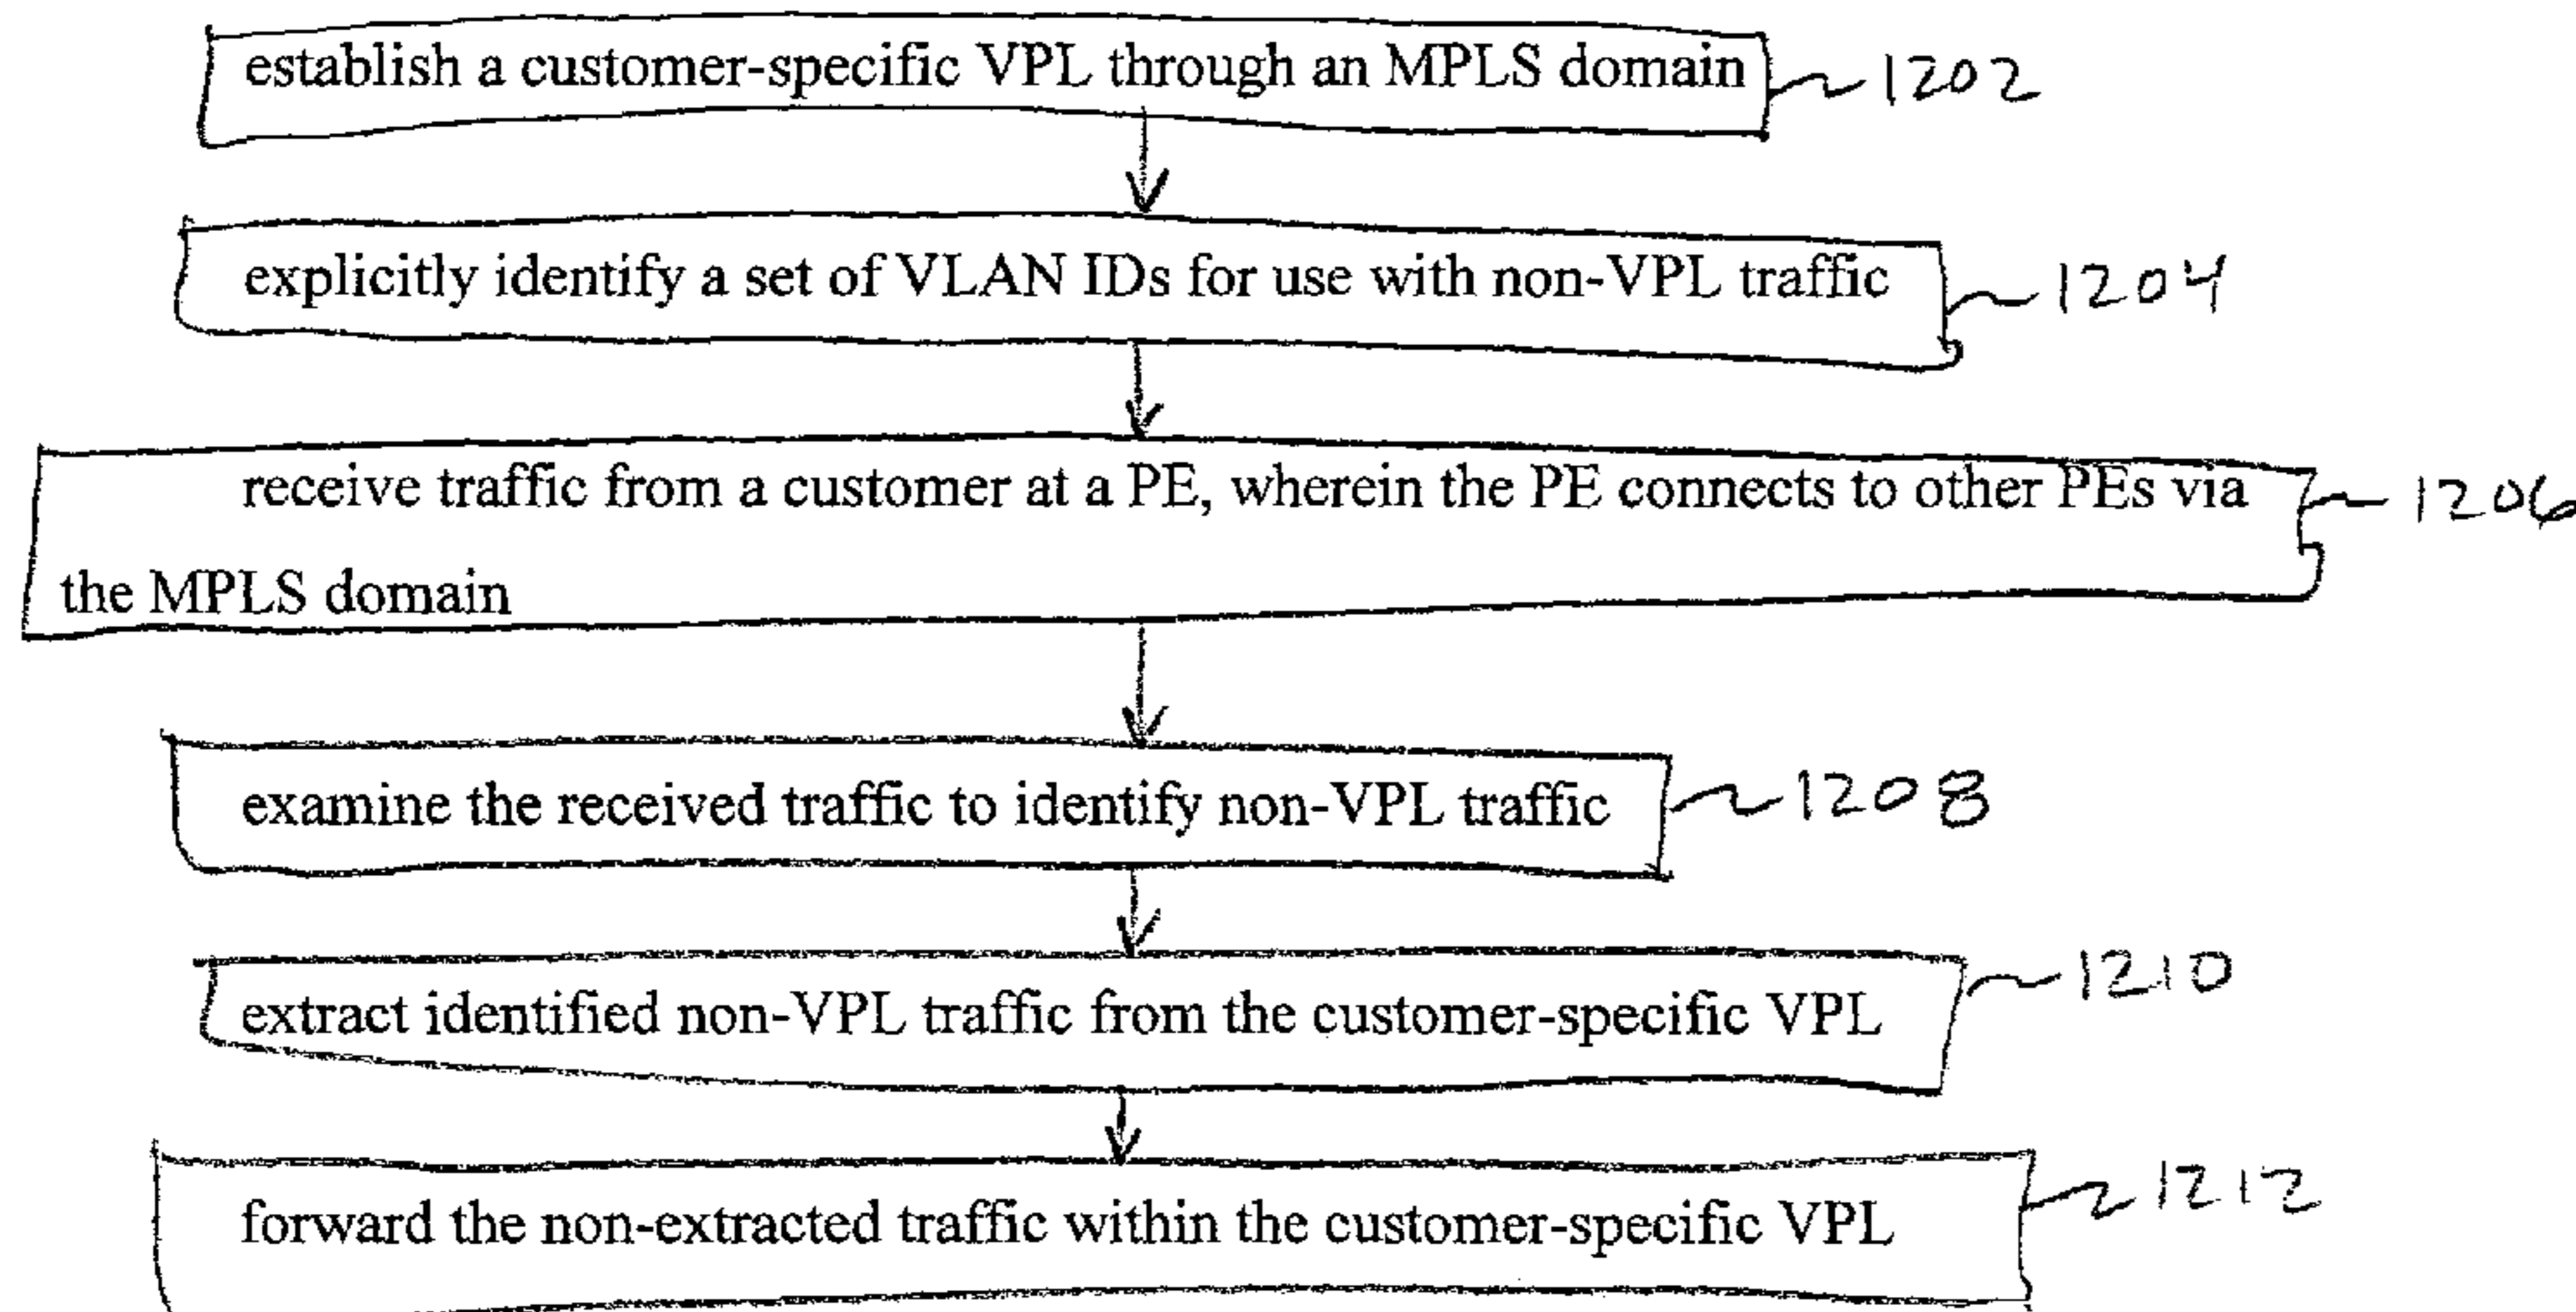 establish a customer-specific VPL through an MPLS domain 1202
explicitly identify a set of VLAN IDs for use with non-VPL traffic 1204
receive traffic from a customer at a PE, wherein the PE connects to other PEs via 1206
the MPLS domain
examine the received traffic to identify non-VPL traffic 1208
extract identified non-VPL traffic from the customer-specific VPL 1210
forward the non-extracted traffic within the customer-specific VPL 1212